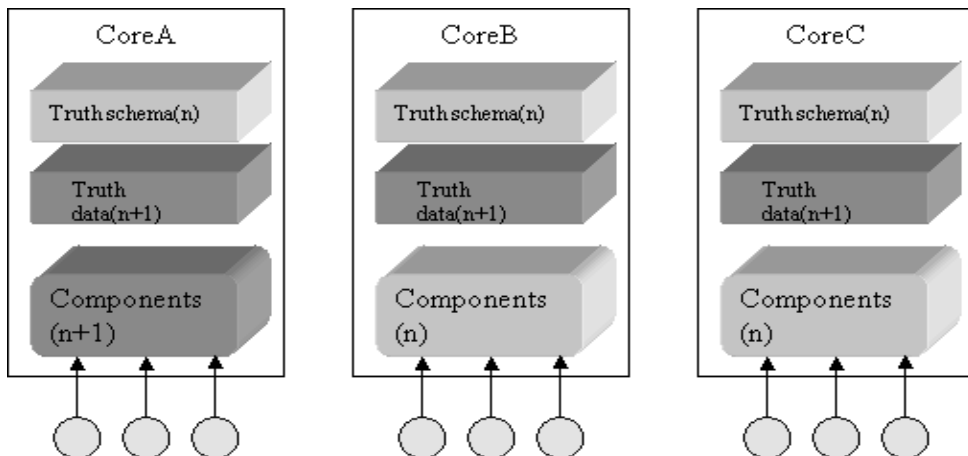 CoreA
Truth schema(n)
Truth
data(n+1)
Components
(n+1)
CoreB
Truth schema(n)
Truth
data(n+1)
Components
(n)
CoreC
Truth schema(n)
Truth
data(n+1)
Components
(n)